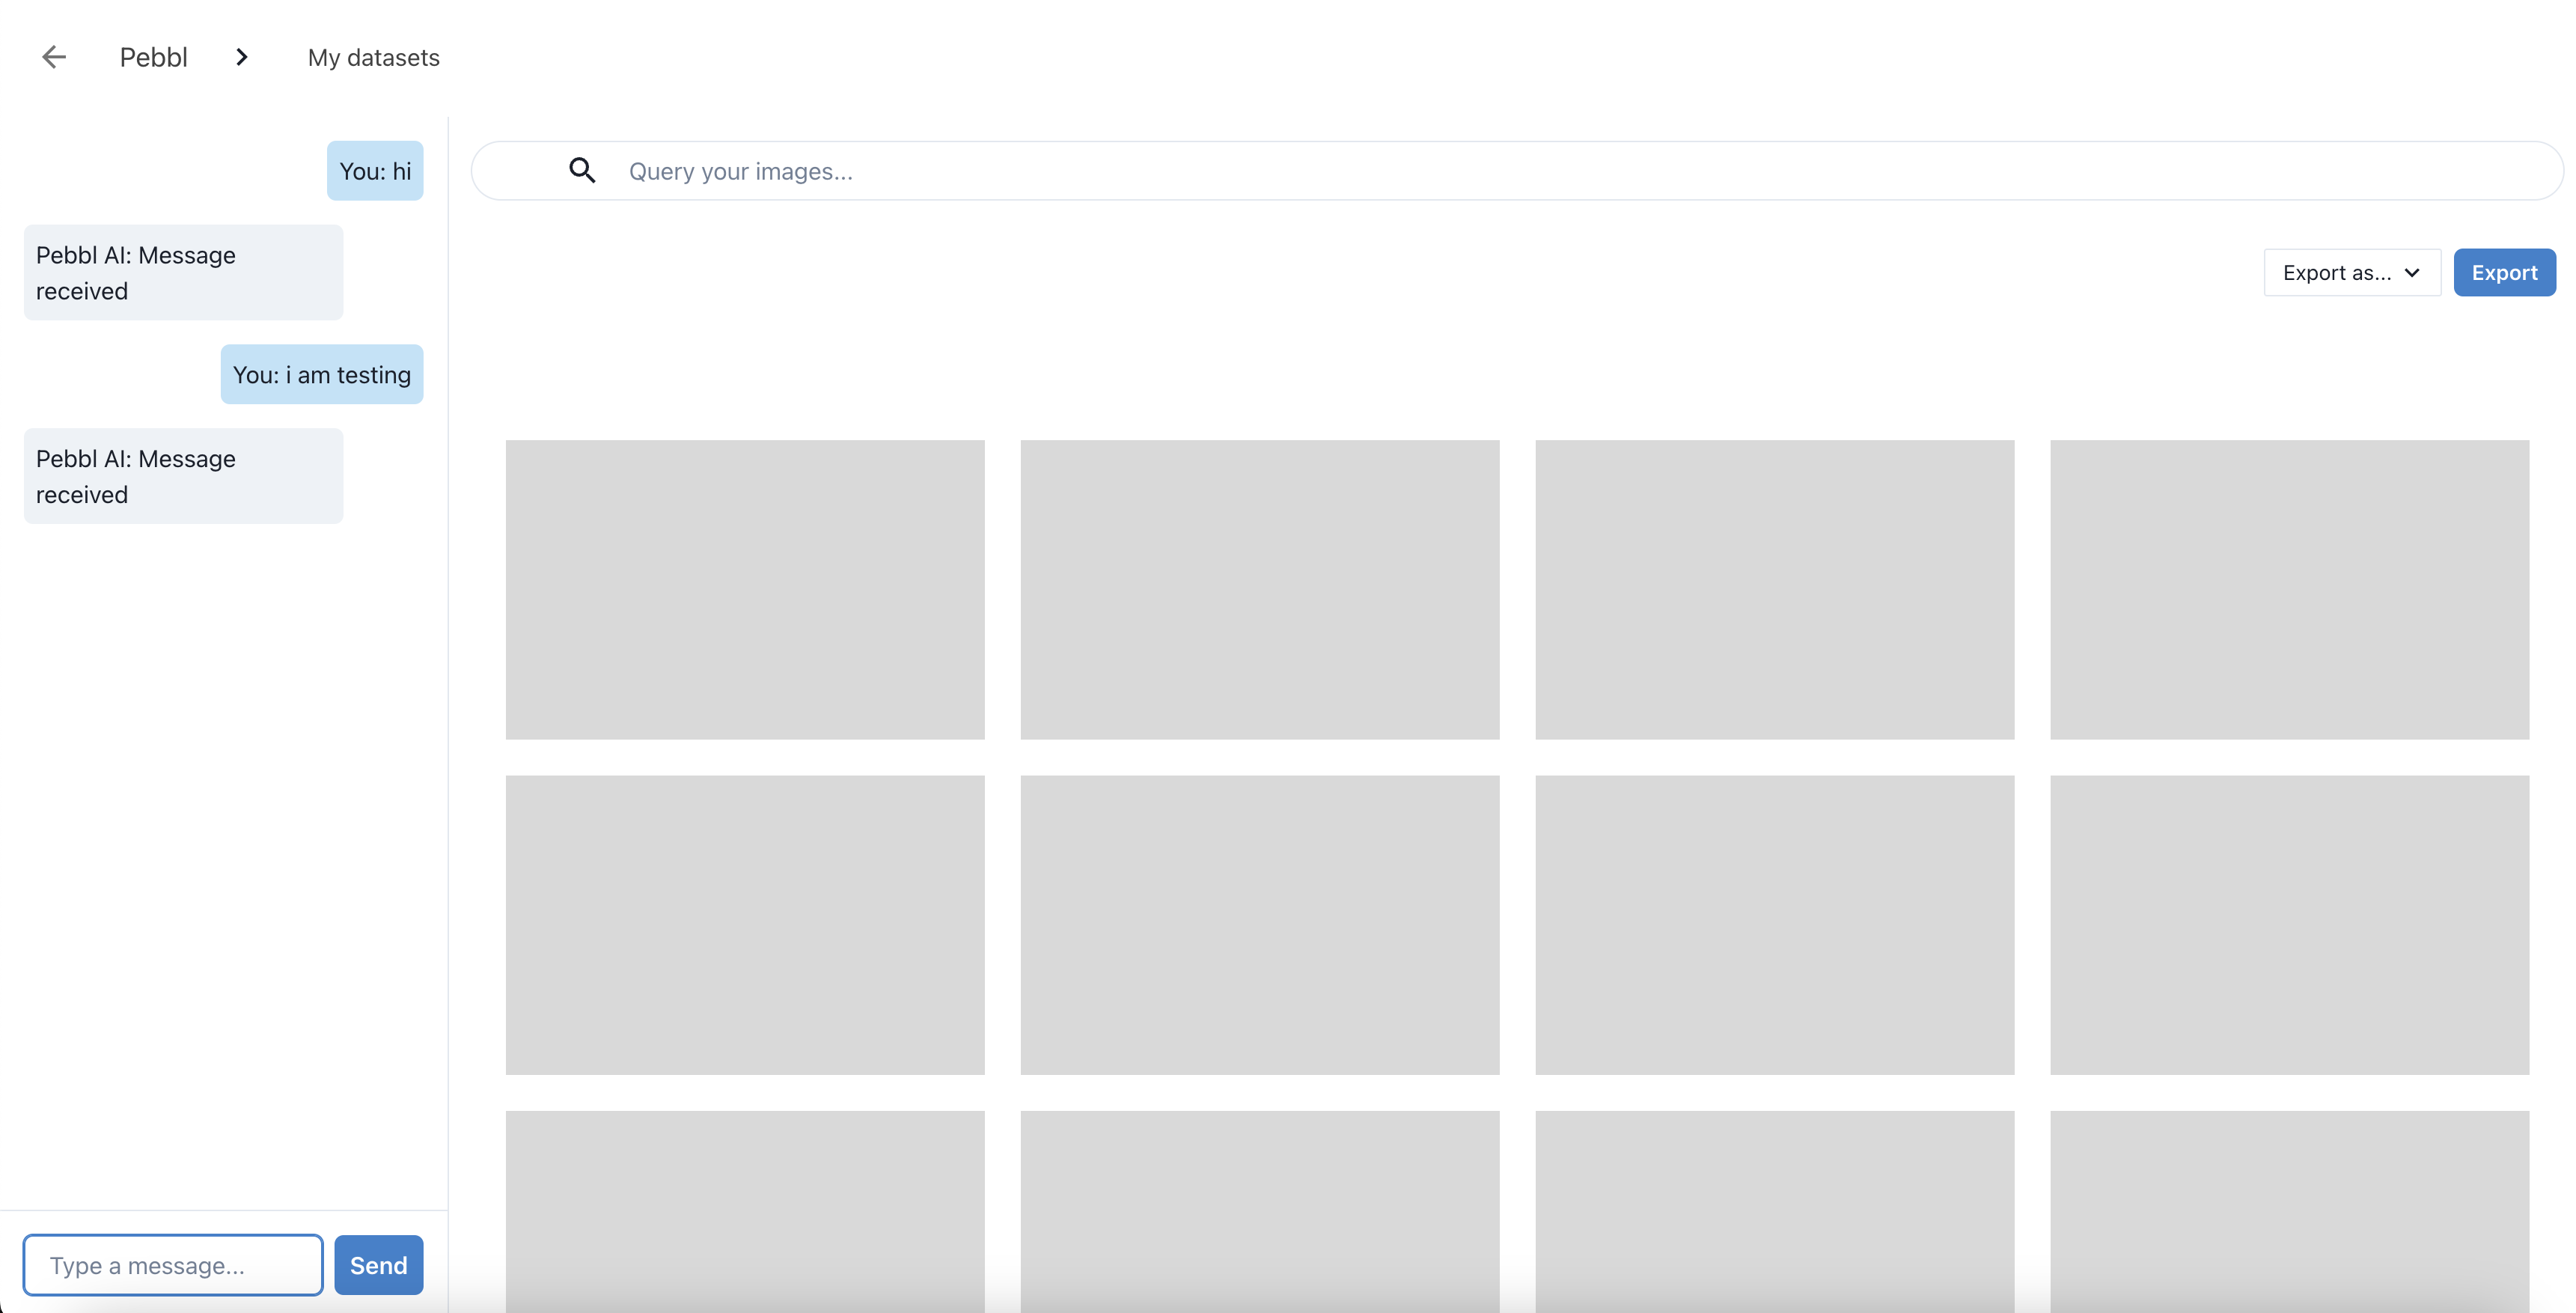 Pebbl
My datasets
You: hi
Pebbl AI: Message
received
You: i am testing
Pebbl AI: Message
received
Type a message...
Send
Query your images...
Export as...
Export